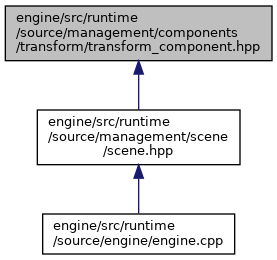 engine/src/runtime
/source/management/components
/transform/transform_component.hpp
engine/src/runtime
/source/management/scene
/scene.hpp
engine/src/runtime
/source/engine/engine.cpp